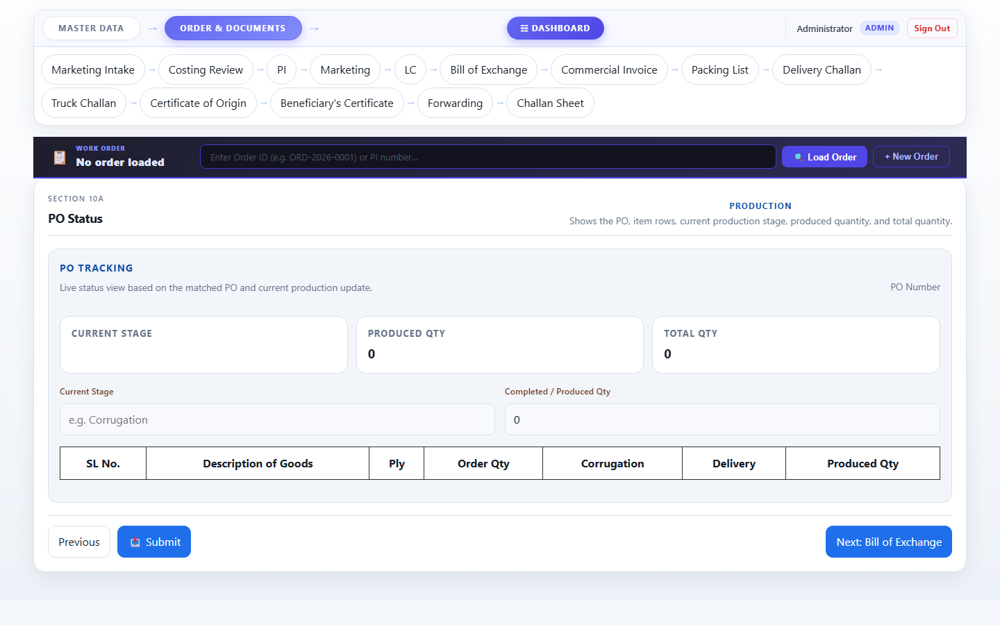 MASTER DATA → ORDER & DOCUMENTS → DASHBOARD Administrator ADMIN Sign Out
Marketing Intake → Costing Review → PI → Marketing → LC → Bill of Exchange → Commercial Invoice → Packing List → Delivery Challan →
Truck Challan → Certificate of Origin → Beneficiary's Certificate → Forwarding → Challan Sheet
WORK ORDER
No order loaded
Enter Order ID (e.g. ORD-2026-0001) or PI number...
Load Order
+ New Order
SECTION 10A
PO Status
PRODUCTION
Shows the PO, item rows, current production stage, produced quantity, and total quantity.
PO TRACKING
Live status view based on the matched PO and current production update.
PO Number
CURRENT STAGE
PRODUCED QTY
0
TOTAL QTY
0
Current Stage
e.g. Corrugation
Completed / Produced Qty
0
SL No. Description of Goods Ply Order Qty Corrugation Delivery Produced Qty
Previous
Submit
Next: Bill of Exchange